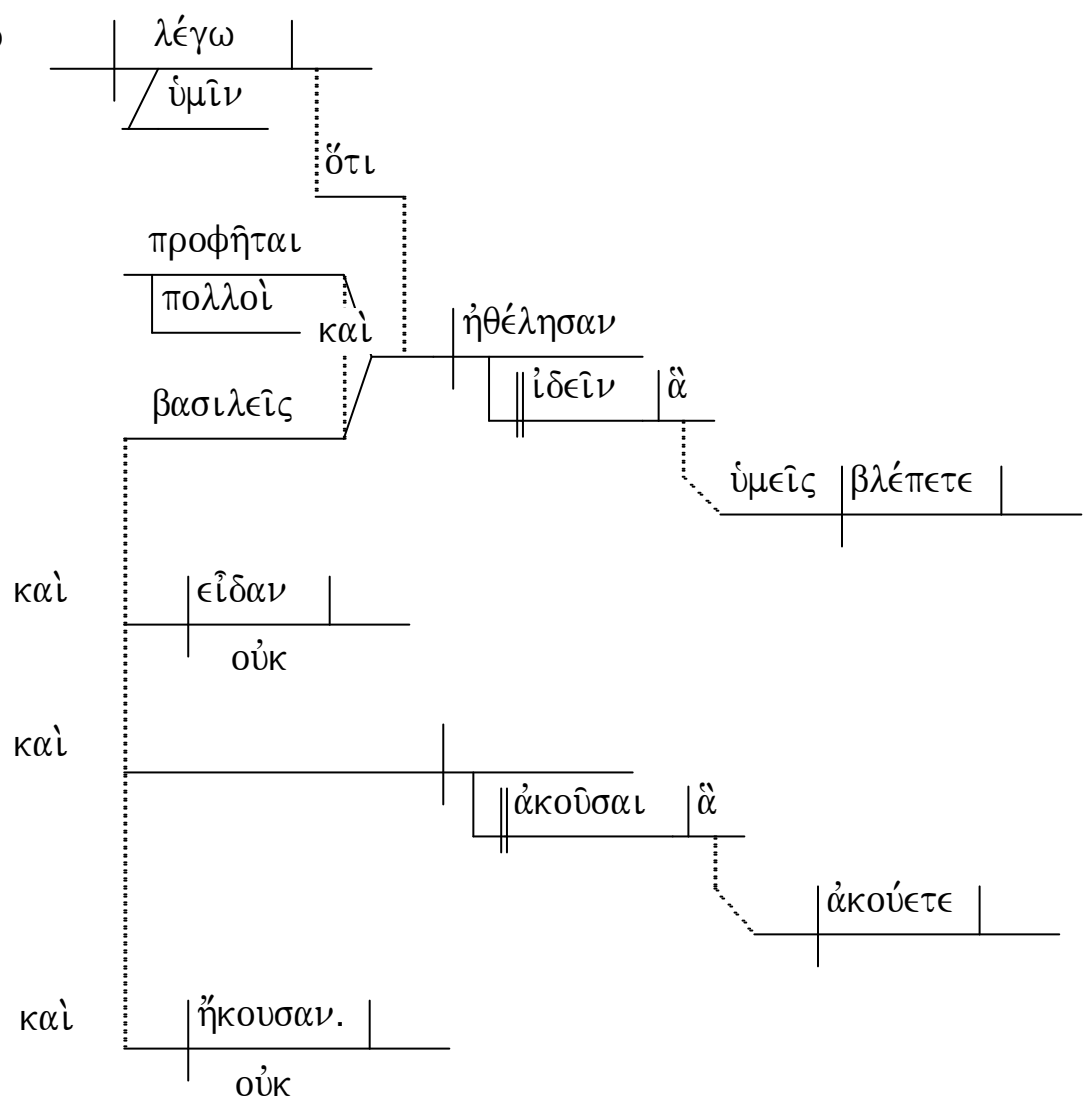 λέγω
ὑμῖν
ὅτι
προφῆται
πολλοὶ
καὶ
ἠθέλησαν
βασιλεῖς
ἰδεῖν ἃ
ὑμεῖς βλέπετε
καὶ εἶδαν
οὐκ
καὶ
ἀκοῦσαι ἃ
ἀκούετε
καὶ ἤκουσαν.
οὐκ